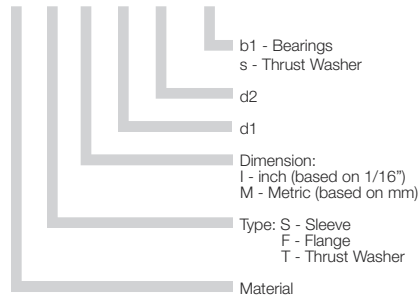 b1 - Bearings
s - Thrust Washer
d2
d1
Dimension:
I - inch (based on 1/16”)
M - Metric (based on mm)
Type: S - Sleeve
F - Flange
T - Thrust Washer
Material